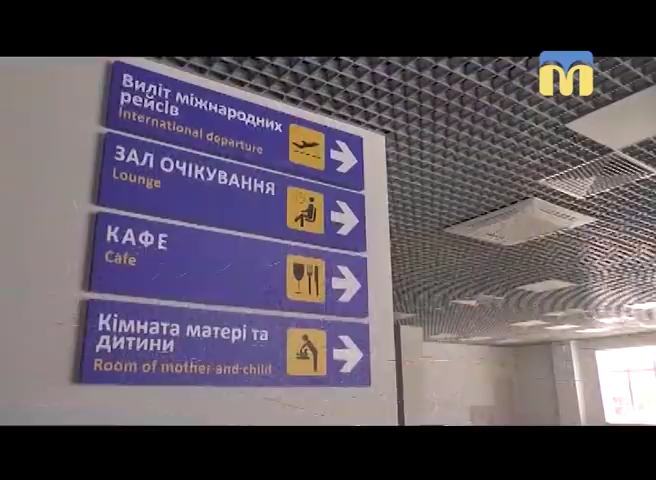 Виліт міжнародних
рейсів
International departure
ЗАЛ ОЧІКУВАННЯ
Lounge
КАФЕ
Cafe
Кімната матері та
дитини
Room of mother and child
M